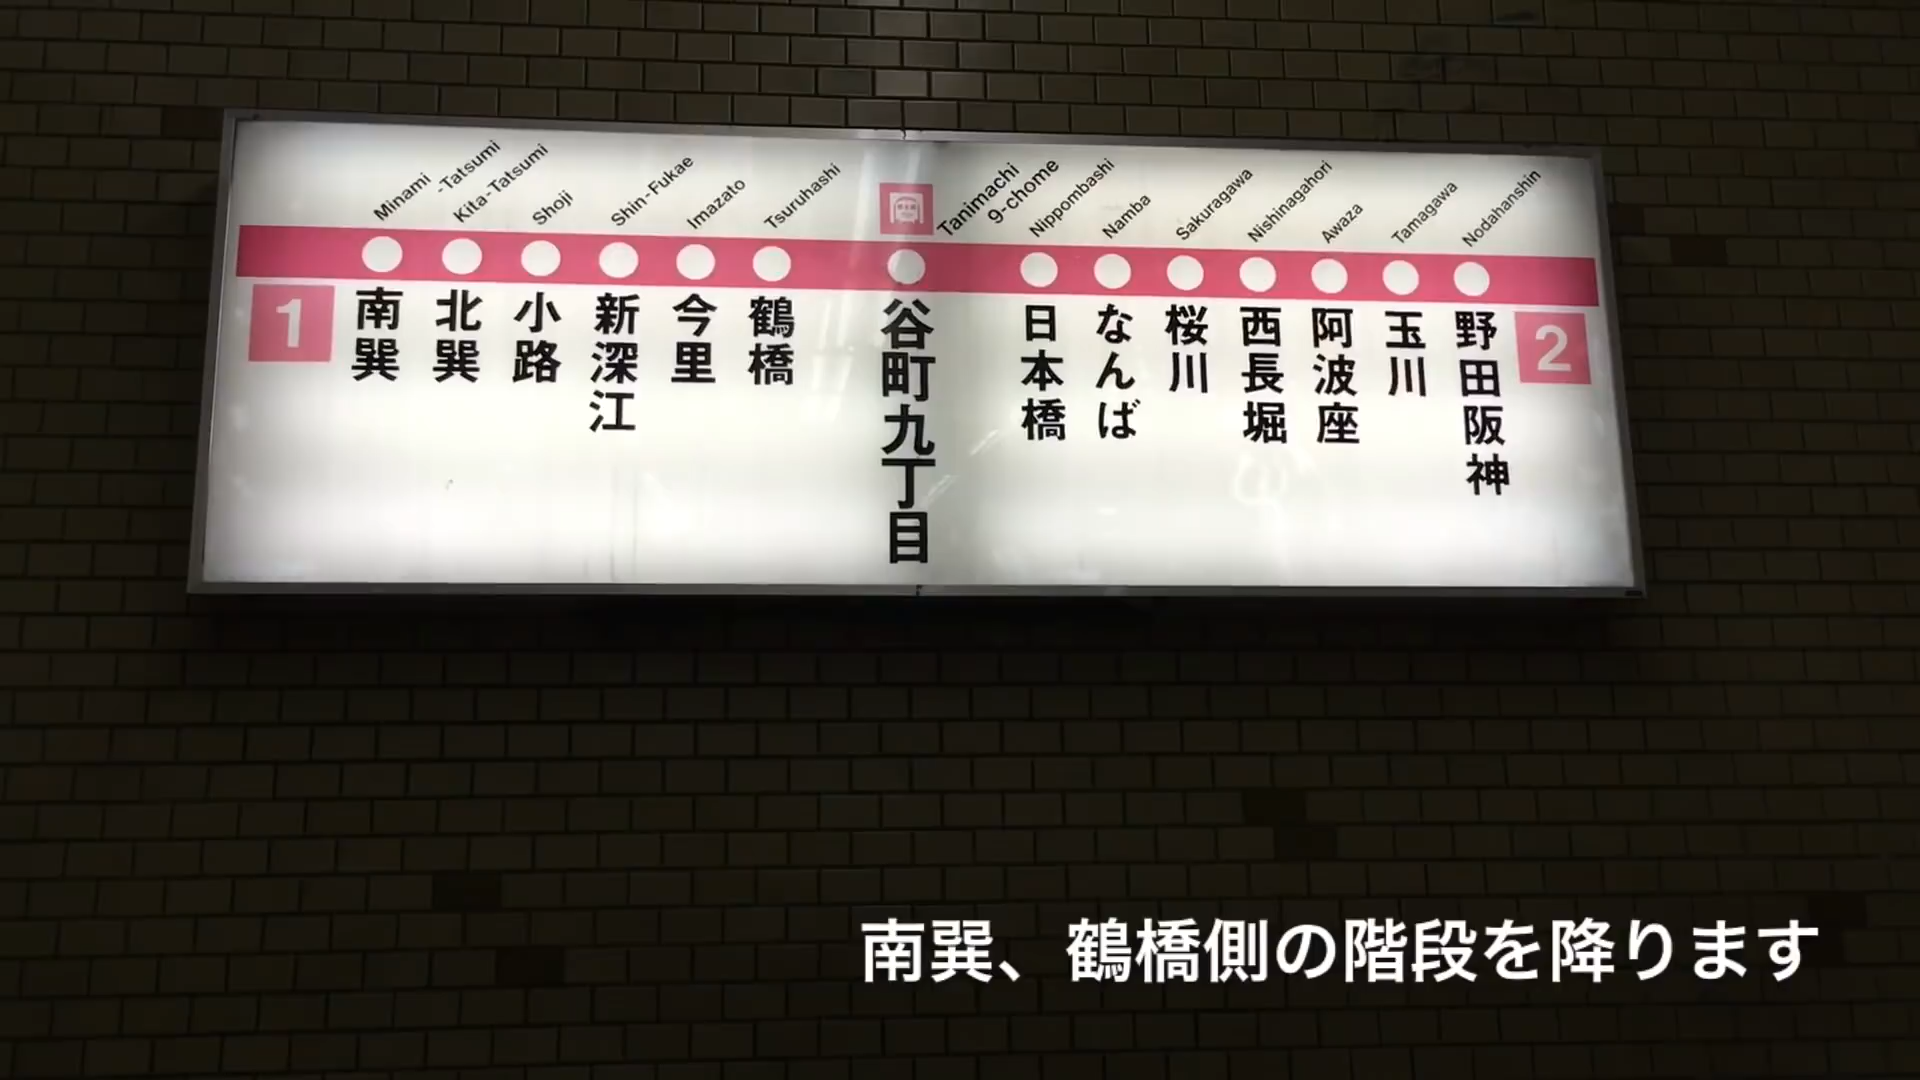 Minami
-Tatsumi
Kita-Tatsumi
Shoji
Shin-Fukae
Imazato
Tsuruhashi
Tanimachi
9-chome
Nippombashi
Namba
Sakuragawa
Nishinagahori
Awaza
Tamagawa
Nodahanshin
1
南巽
北巽
小路
新深江
今里
鶴橋
谷町九丁目
日本橋
なんば
桜川
西長堀
阿波座
玉川
野田阪神
2
南巽、鶴橋側の階段を降ります